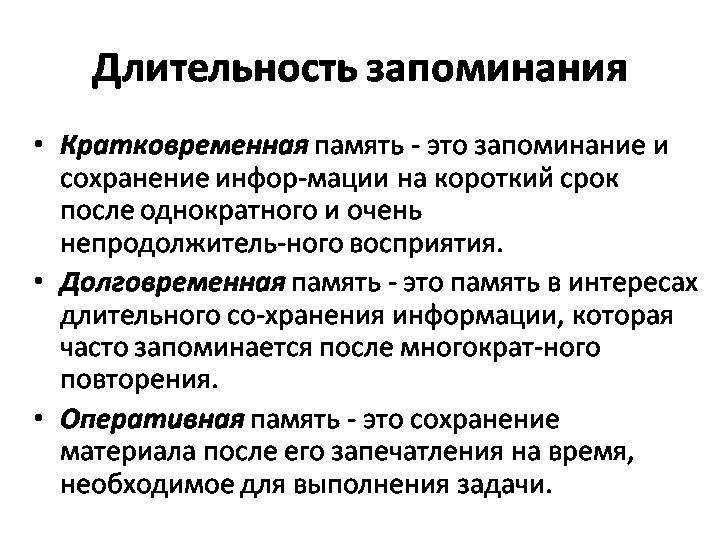 Длительность запоминания
• Кратковременная память - это запоминание и
сохранение инфор-мации на короткий срок
после однократного и очень
непродолжитель-ного восприятия.
• Долговременная память - это память в интересах
длительного со-хранения информации, которая
часто запоминается после многократ-ного
повторения.
• Оперативная память - это сохранение
материала после его запечатления на время,
необходимое для выполнения задачи.